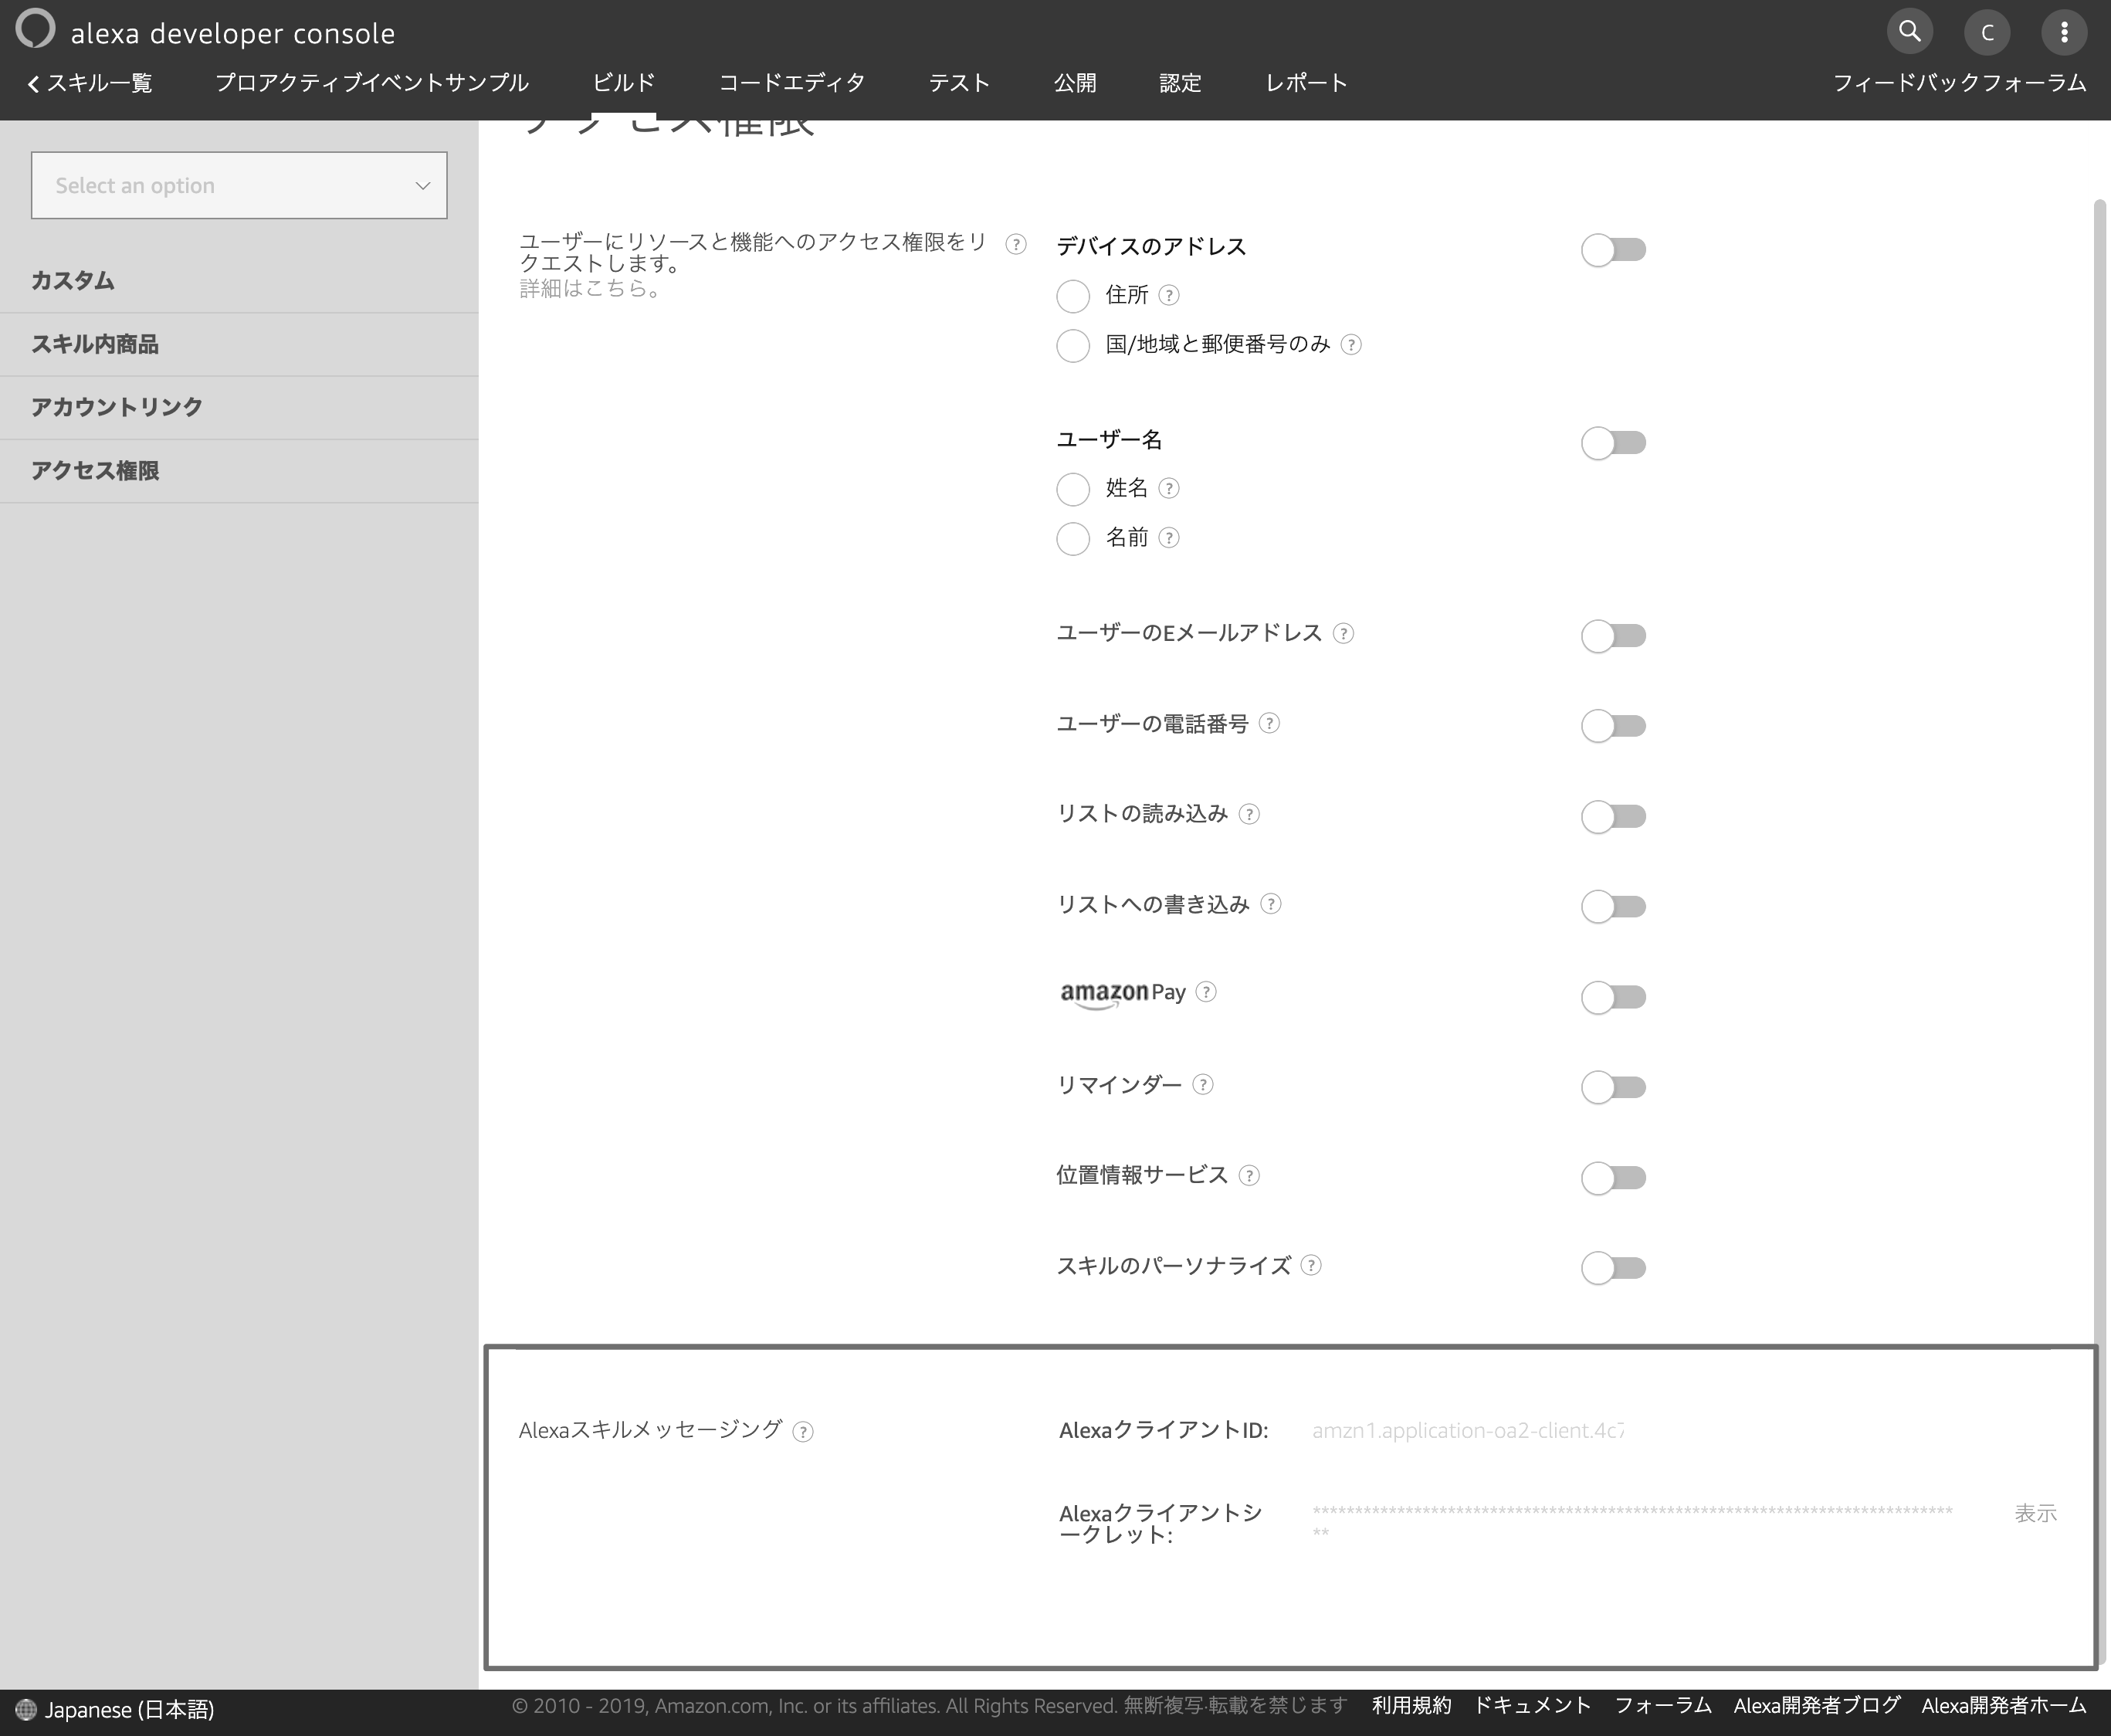 alexa developer console
C
スキル一覧 プロアクティブイベントサンプル ビルド コードエディタ テスト 公開 認定 レポート フィードバックフォーラム
アクセス権限
Select an option
カスタム
スキル内商品
アカウントリンク
アクセス権限
ユーザーにリソースと機能へのアクセス権限をリ
クエストします。
詳細はこちら。
デバイスのアドレス
住所
国/地域と郵便番号のみ
ユーザー名
姓名
名前
ユーザーのEメールアドレス
ユーザーの電話番号
リストの読み込み
リストへの書き込み
amazon Pay
リマインダー
位置情報サービス
スキルのパーソナライズ
Alexaスキルメッセージング
AlexaクライアントID: amzn1.application-oa2-client.4c7
Alexaクライアントシ
ークレット:
****************************************************************************
**
表示
Japanese (日本語)
© 2010 - 2019, Amazon.com, Inc. or its affiliates. All Rights Reserved. 無断複写·転載を禁じます 利用規約 ドキュメント フォーラム Alexa開発者ブログ Alexa開発者ホーム